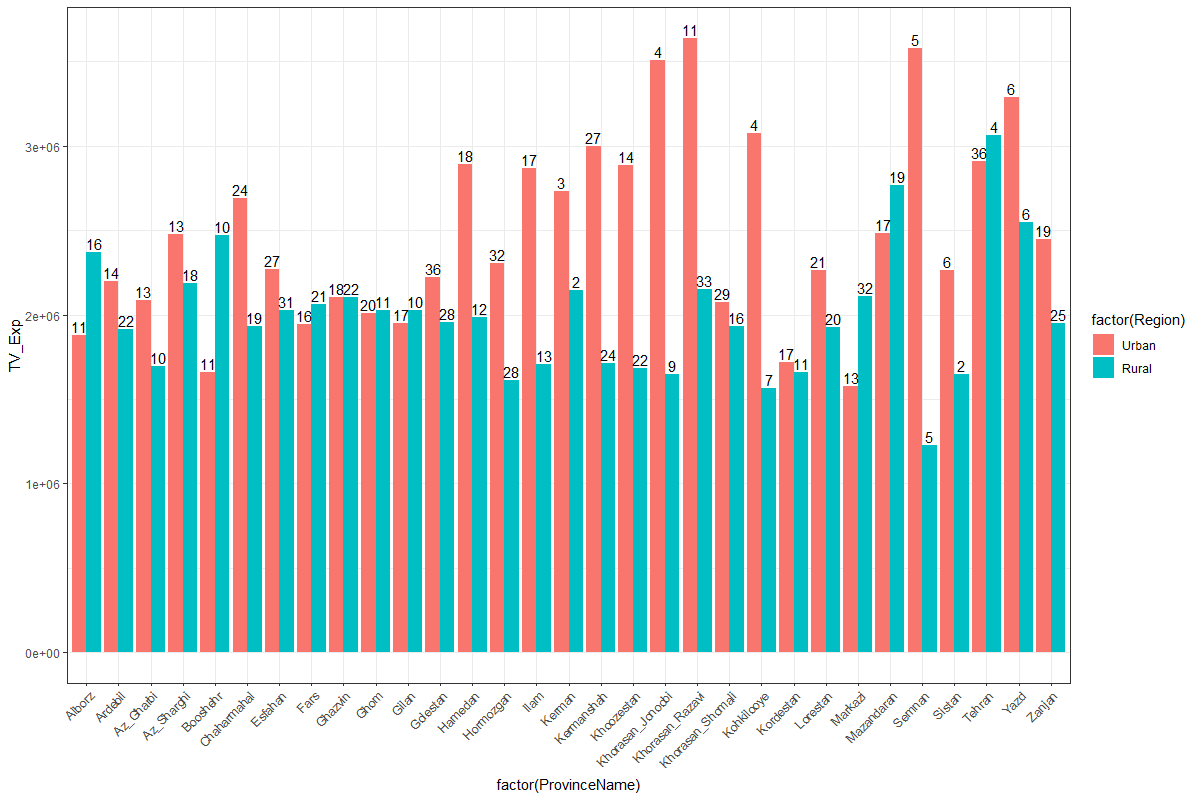 TV_Exp
3e+06
2e+06
1e+06
0e+00
11 16
14 22
13 10
13 18
11 10
24 19
27 31
16 21
18 22
20 11
17 10
36 28
18 12
32 28
17 13
3 2
27 24
14 22
4 9
11 33
29 16
4 7
17 11
21 20
13 32
17 19
5 5
6 2
36 4
6 6
19 25
Alborz
Ardebil
Az_Gharbi
Az_Sharghi
Booshehr
Chaharmahal
Esfahan
Fars
Ghazvin
Ghom
Gilan
Golestan
Hamedan
Hormozgan
Ilam
Kerman
Kermanshah
Khoozestan
Khorasan_Jonoobi
Khorasan_Razavi
Khorasan_Shomali
Kohkilooye
Kordestan
Lorestan
Markazi
Mazandaran
Semnan
Sistan
Tehran
Yazd
Zanjan
factor(ProvinceName)
factor(Region)
Urban
Rural